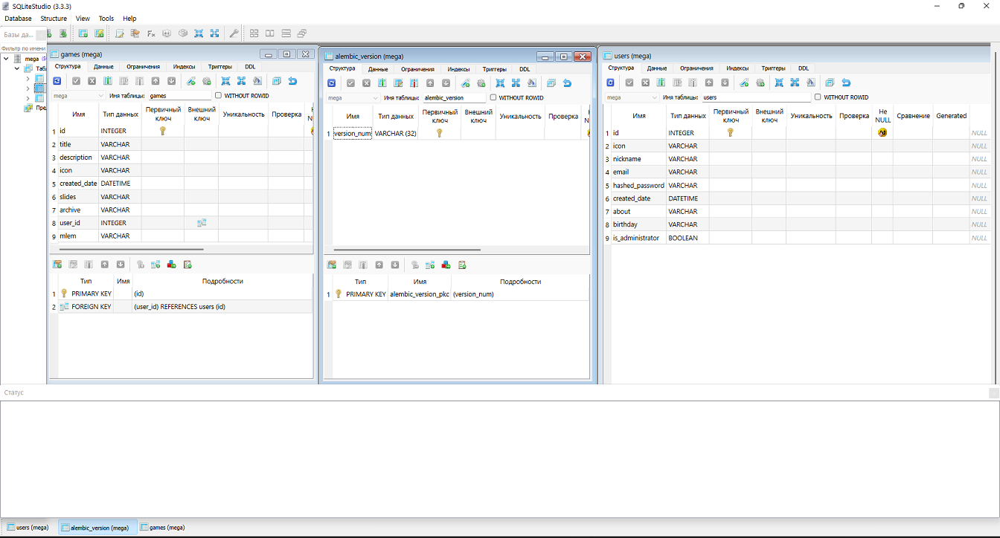 SQLiteStudio (3.3.3)
Database Structure View Tools Help
Базы да...
Фильтр по имени
mega
games (mega)
Структура Данные Ограничения Индексы Триггеры DDL
mega Имя таблицы: games WITHOUT ROWID
Имя Тип данных Первичный ключ Внешний ключ Уникальность Проверка
1 id INTEGER
2 title VARCHAR
3 description VARCHAR
4 icon VARCHAR
5 created_date DATETIME
6 slides VARCHAR
7 archive VARCHAR
8 user_id INTEGER
9 mlem VARCHAR
Тип Имя Подробности
1 PRIMARY KEY (id)
2 FOREIGN KEY (user_id) REFERENCES users (id)
alembic_version (mega)
Структура Данные Ограничения Индексы Триггеры DDL
mega Имя таблицы: alembic_version WITHOUT ROWID
Имя Тип данных Первичный ключ Внешний ключ Уникальность Проверка
1 version_num VARCHAR (32)
Тип Имя Подробности
1 PRIMARY KEY alembic_version_pkc (version_num)
users (mega)
Структура Данные Ограничения Индексы Триггеры DDL
mega Имя таблицы: users WITHOUT ROWID
Имя Тип данных Первичный ключ Внешний ключ Уникальность Проверка Не NULL Сравнение Generated
1 id INTEGER NULL
2 icon VARCHAR NULL
3 nickname VARCHAR NULL
4 email VARCHAR NULL
5 hashed_password VARCHAR NULL
6 created_date DATETIME NULL
7 about VARCHAR NULL
8 birthday VARCHAR NULL
9 is_administrator BOOLEAN NULL
Статус
users (mega) alembic_version (mega) games (mega)